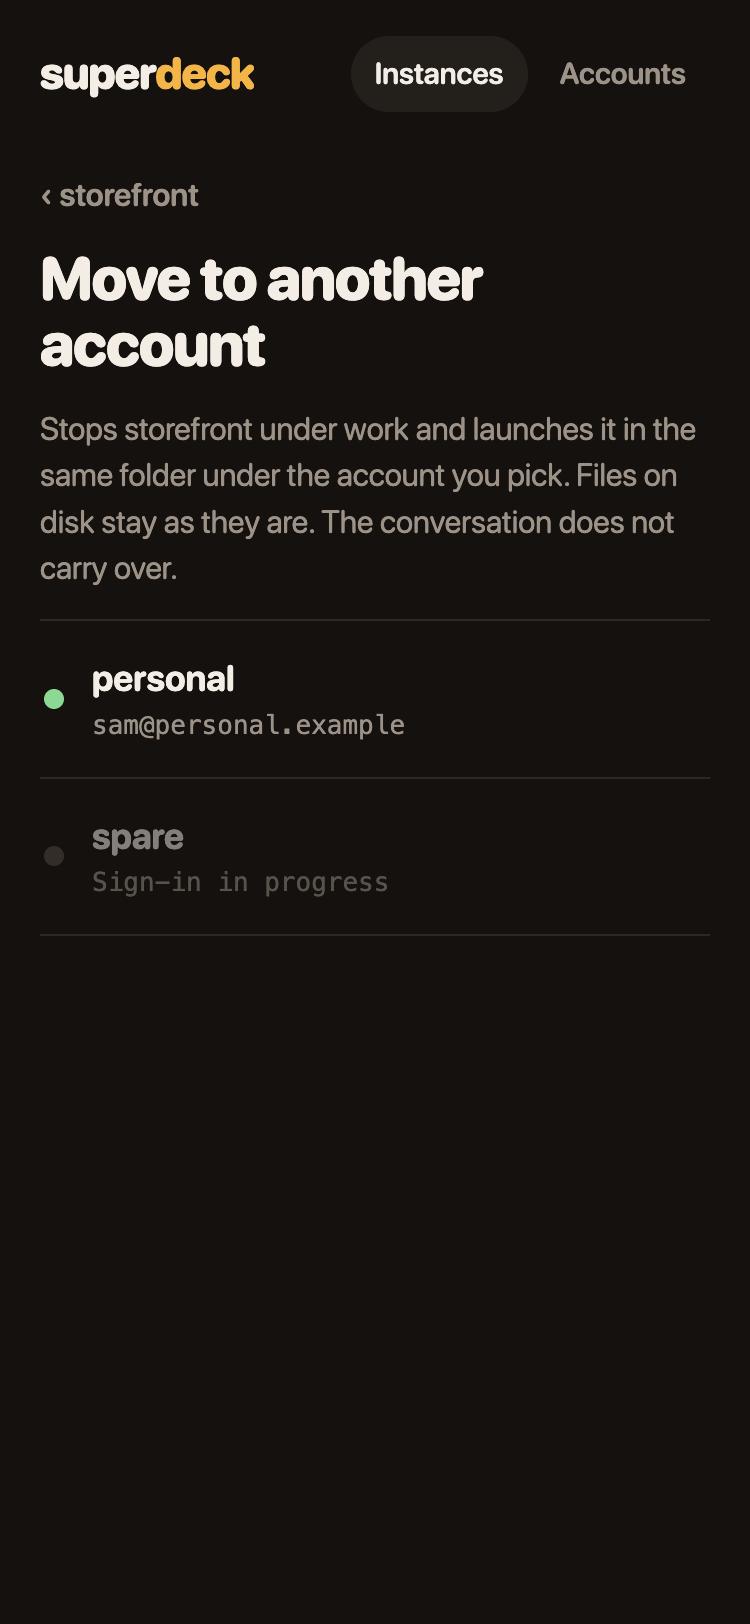 superdeck
Instances
Accounts
‹ storefront
Move to another
account
Stops storefront under work and launches it in the
same folder under the account you pick. Files on
disk stay as they are. The conversation does not
carry over.
personal
sam@personal.example
spare
Sign-in in progress